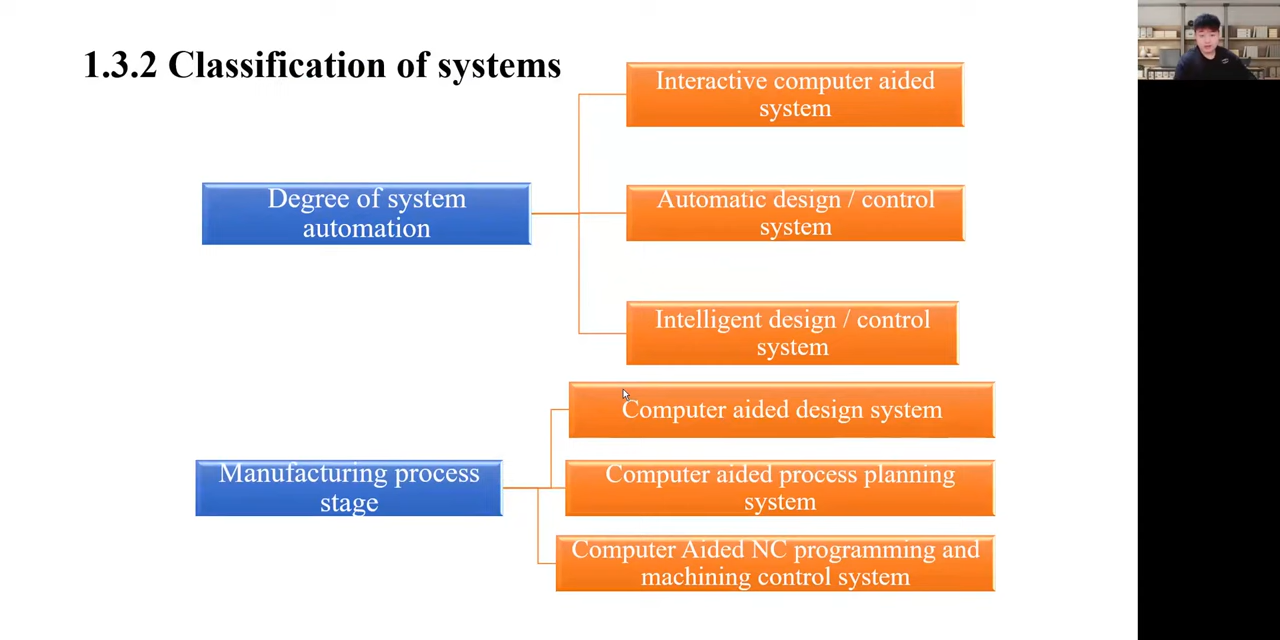 1.3.2 Classification of systems
Interactive computer aided
system
Degree of system
automation
Automatic design / control
system
Intelligent design / control
system
Computer aided design system
Manufacturing process
stage
Computer aided process planning
system
Computer Aided NC programming and
machining control system